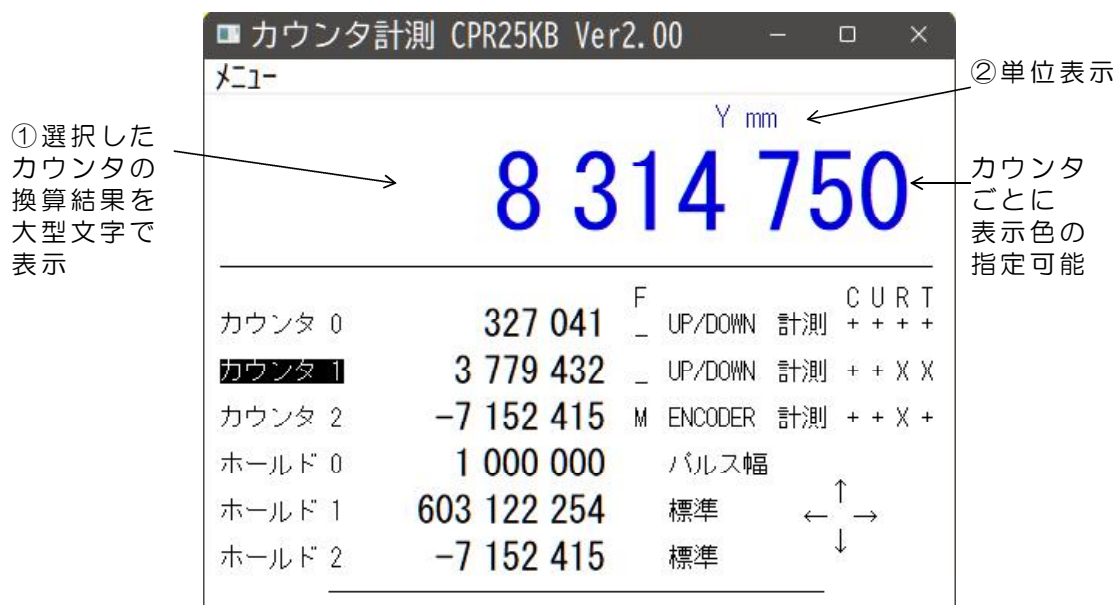 カウンタ計測 CPR25KB Ver2.00
メニュー
②単位表示
Y mm
①選択した
カウンタの
換算結果を
大型文字で
表示
8 314 750
カウンタ
ごとに
表示色の
指定可能
F C U R T
カウンタ 0 327 041 _ UP/DOWN 計測 + + + +
カウンタ 1 3 779 432 _ UP/DOWN 計測 + + X X
カウンタ 2 -7 152 415 M ENCODER 計測 + + X +
ホールド 0 1 000 000 パルス幅
ホールド 1 603 122 254 標準
ホールド 2 -7 152 415 標準